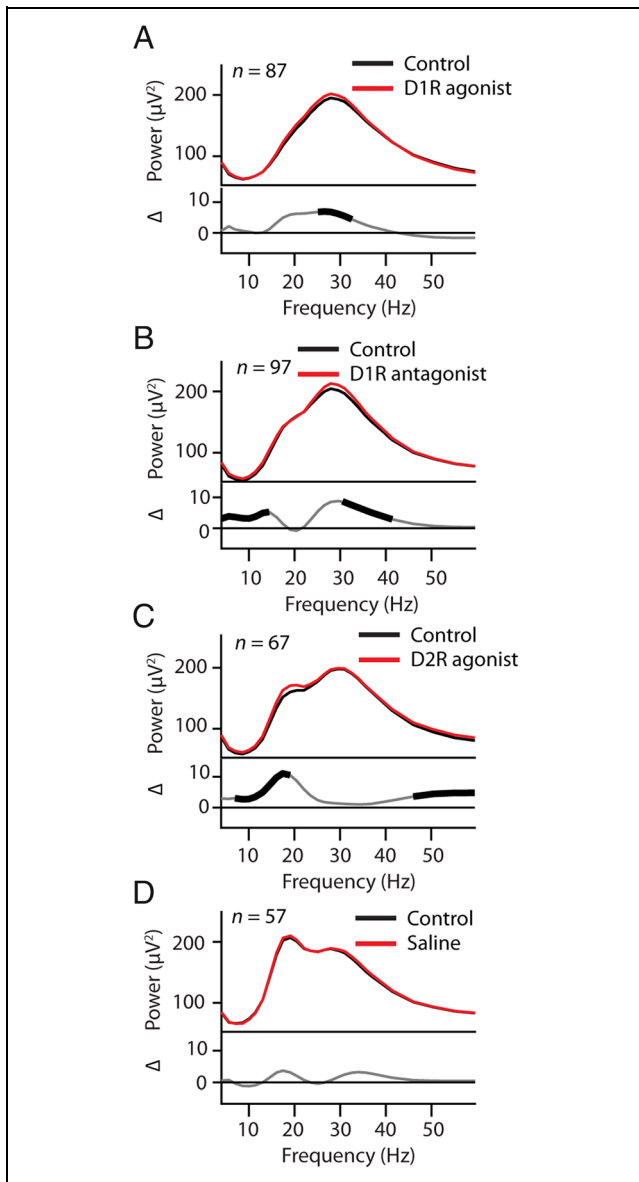 A
n = 87
Control
D1R agonist
Power (µV²)
200
100
Δ
10
0
10 20 30 40 50
Frequency (Hz)
B
n = 97
Control
D1R antagonist
Power (µV²)
200
100
Δ
10
0
10 20 30 40 50
Frequency (Hz)
C
n = 67
Control
D2R agonist
Power (µV²)
200
100
Δ
10
0
10 20 30 40 50
Frequency (Hz)
D
n = 57
Control
Saline
Power (µV²)
200
100
Δ
10
0
10 20 30 40 50
Frequency (Hz)